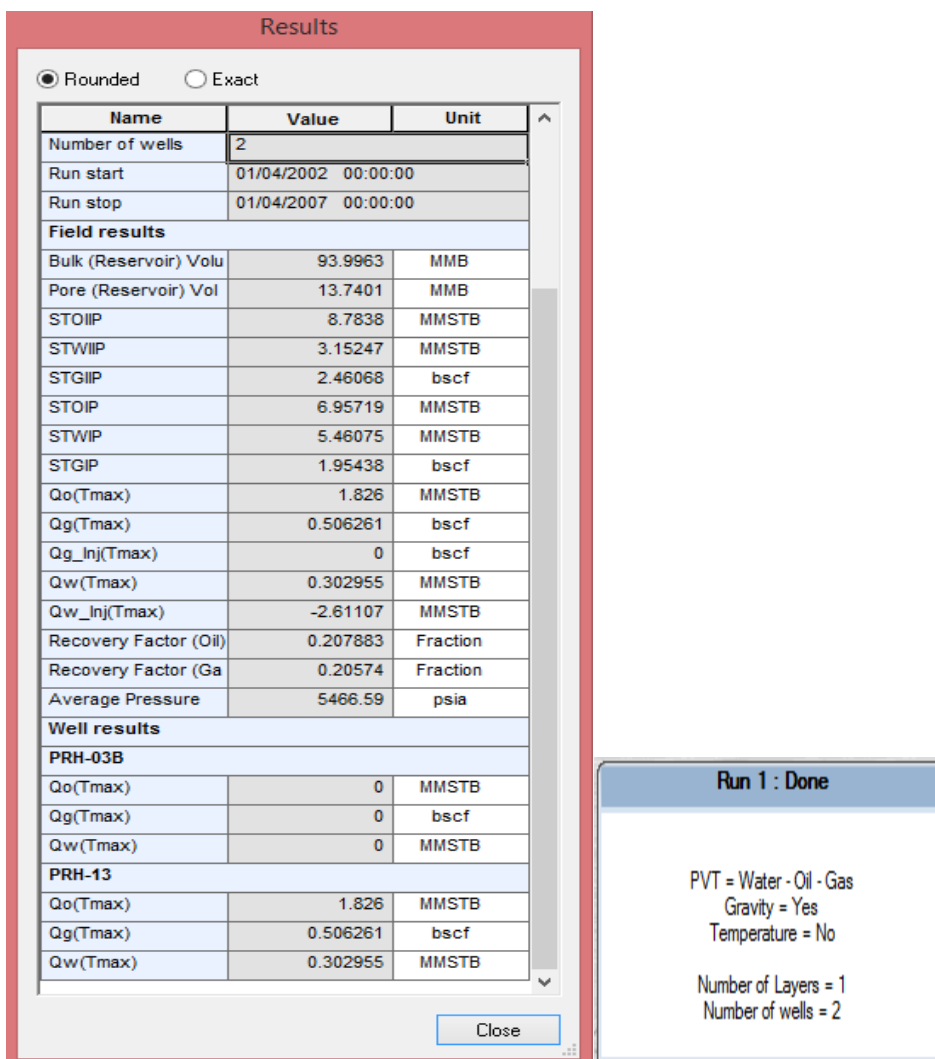 Results
Rounded Exact
Name Value Unit
Number of wells 2
Run start 01/04/2002 00:00:00
Run stop 01/04/2007 00:00:00
Field results
Bulk (Reservoir) Volu 93.9963 MMB
Pore (Reservoir) Vol 13.7401 MMB
STOIIP 8.7838 MMSTB
STWIIP 3.15247 MMSTB
STGIIP 2.46068 bscf
STOIP 6.95719 MMSTB
STWIP 5.46075 MMSTB
STGIP 1.95438 bscf
Qo(Tmax) 1.826 MMSTB
Qg(Tmax) 0.506261 bscf
Qg_Inj(Tmax) 0 bscf
Qw(Tmax) 0.302955 MMSTB
Qw_Inj(Tmax) -2.61107 MMSTB
Recovery Factor (Oil) 0.207883 Fraction
Recovery Factor (Ga 0.20574 Fraction
Average Pressure 5466.59 psia
Well results
PRH-03B
Qo(Tmax) 0 MMSTB
Qg(Tmax) 0 bscf
Qw(Tmax) 0 MMSTB
PRH-13
Qo(Tmax) 1.826 MMSTB
Qg(Tmax) 0.506261 bscf
Qw(Tmax) 0.302955 MMSTB
Close
Run 1 : Done
PVT = Water - Oil - Gas
Gravity = Yes
Temperature = No
Number of Layers = 1
Number of wells = 2